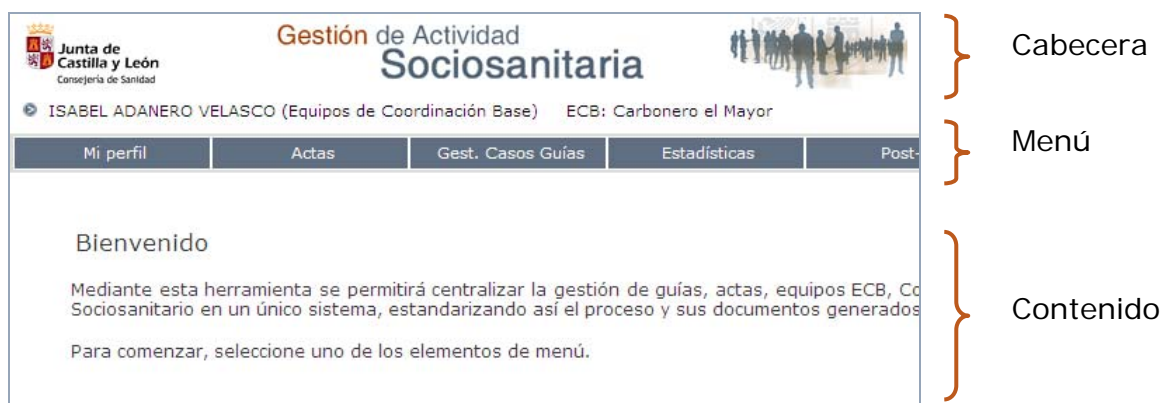 Junta de
Castilla y León
Consejería de Sanidad
Gestión de Actividad
Sociosanitaria
Cabecera
ISABEL ADANERO VELASCO (Equipos de Coordinación Base) ECB: Carbonero el Mayor
Mi perfil Actas Gest. Casos Guías Estadísticas Post-
Menú
Bienvenido
Mediante esta herramienta se permitirá centralizar la gestión de guías, actas, equipos ECB, Co
Sociosanitario en un único sistema, estandarizando así el proceso y sus documentos generados
Contenido
Para comenzar, seleccione uno de los elementos de menú.